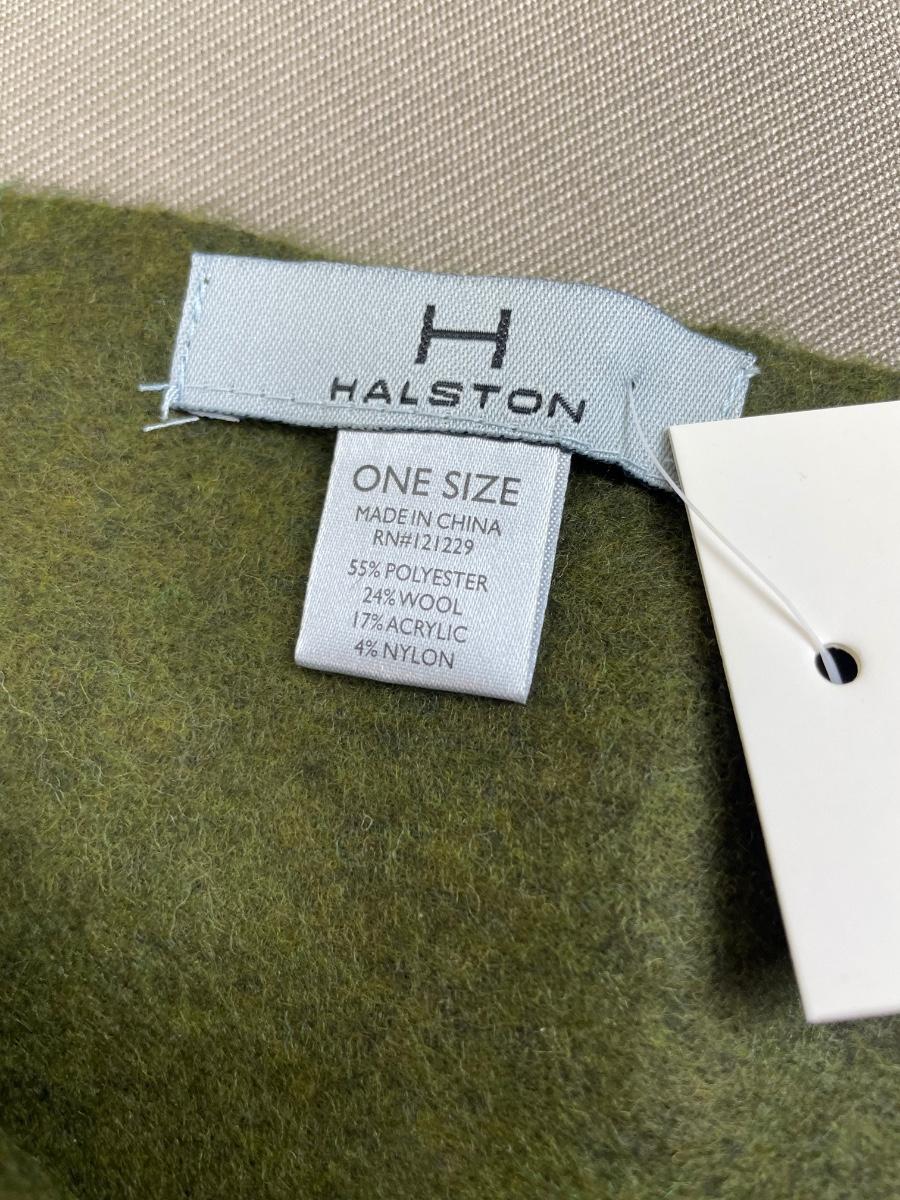 H
HALSTON
ONE SIZE
MADE IN CHINA
RN#121229
55% POLYESTER
24% WOOL
17% ACRYLIC
4% NYLON